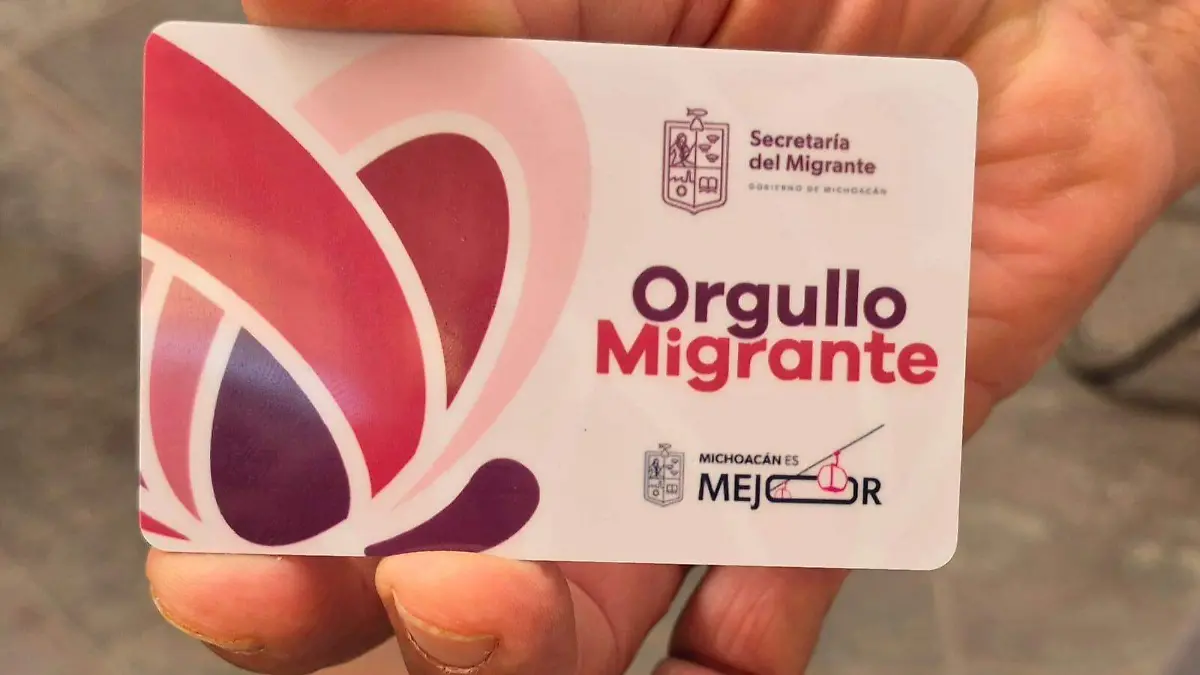 Secretaría
del Migrante
GOBIERNO DE MICHOACÁN
Orgullo
Migrante
MICHOACÁN ES
MEJOR